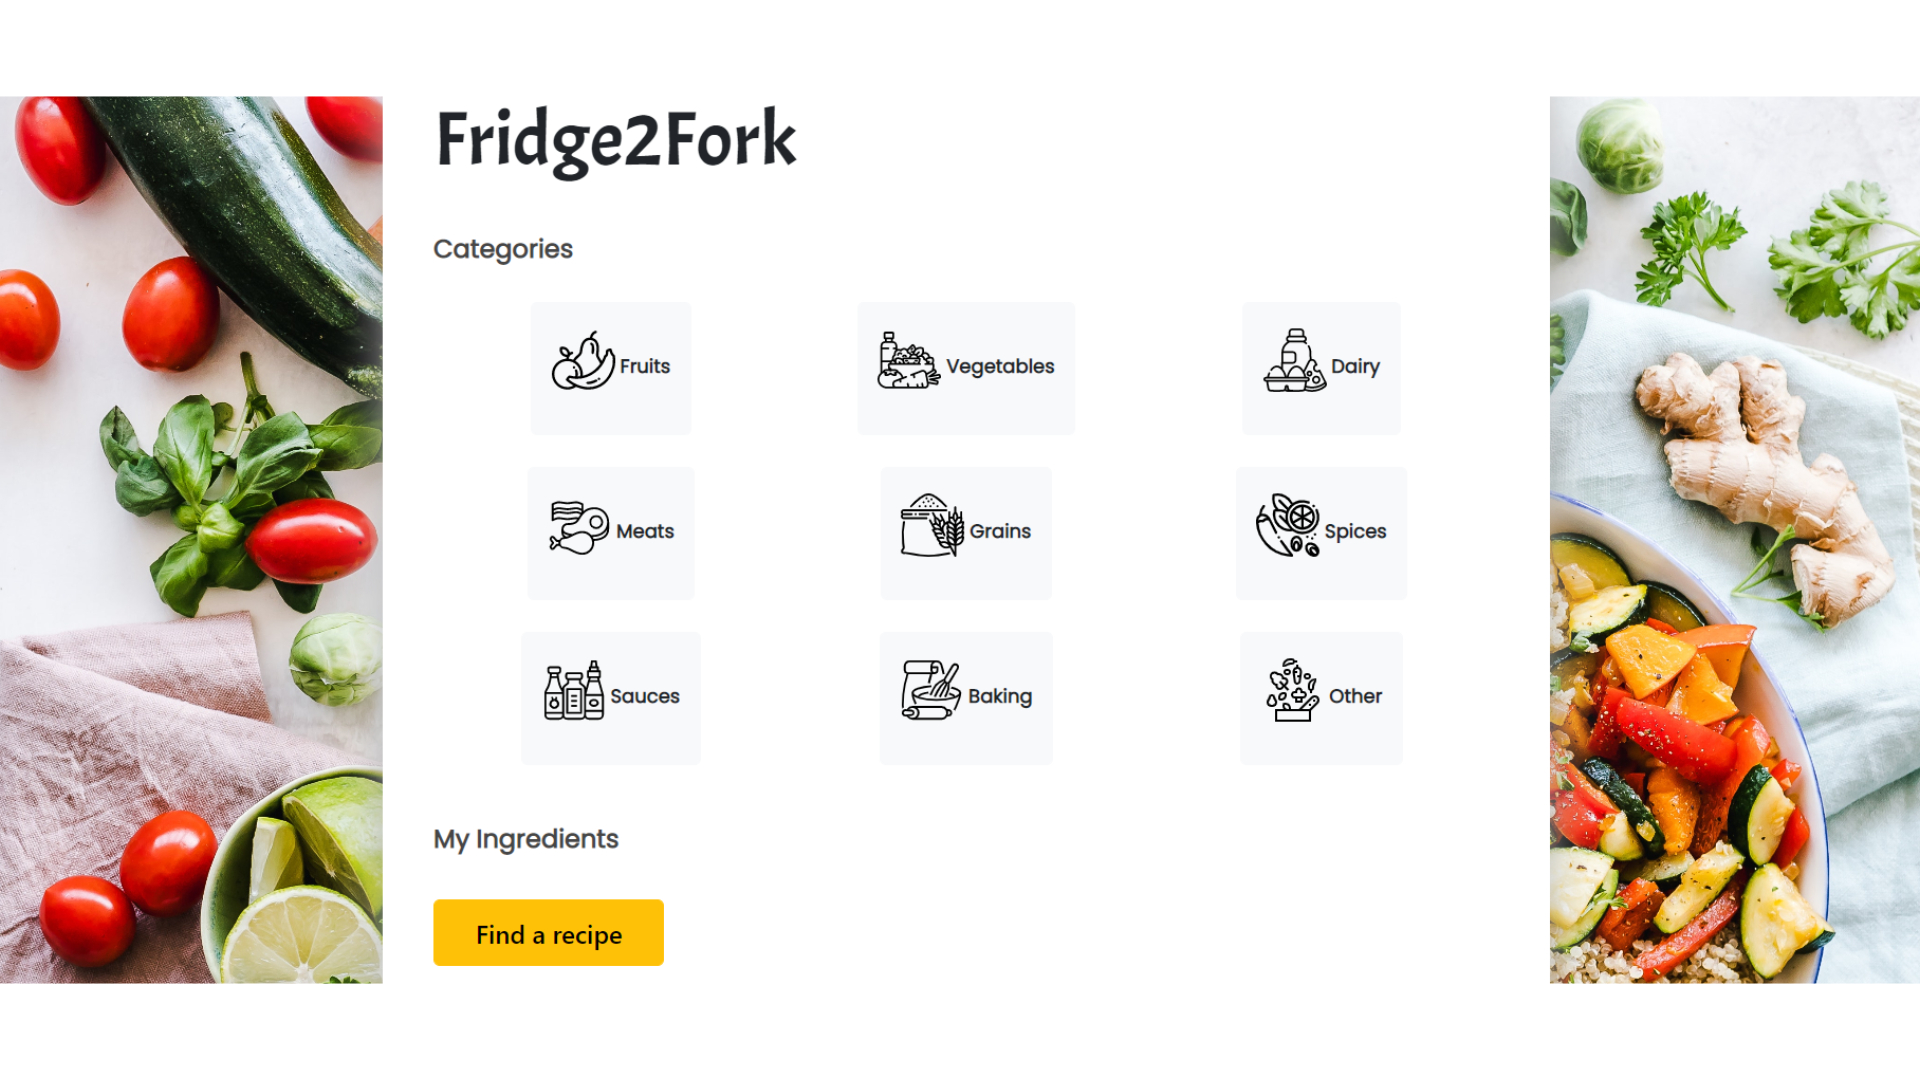 Fridge2Fork
Categories
Fruits
Vegetables
Dairy
Meats
Grains
Spices
Sauces
Baking
Other
My Ingredients
Find a recipe